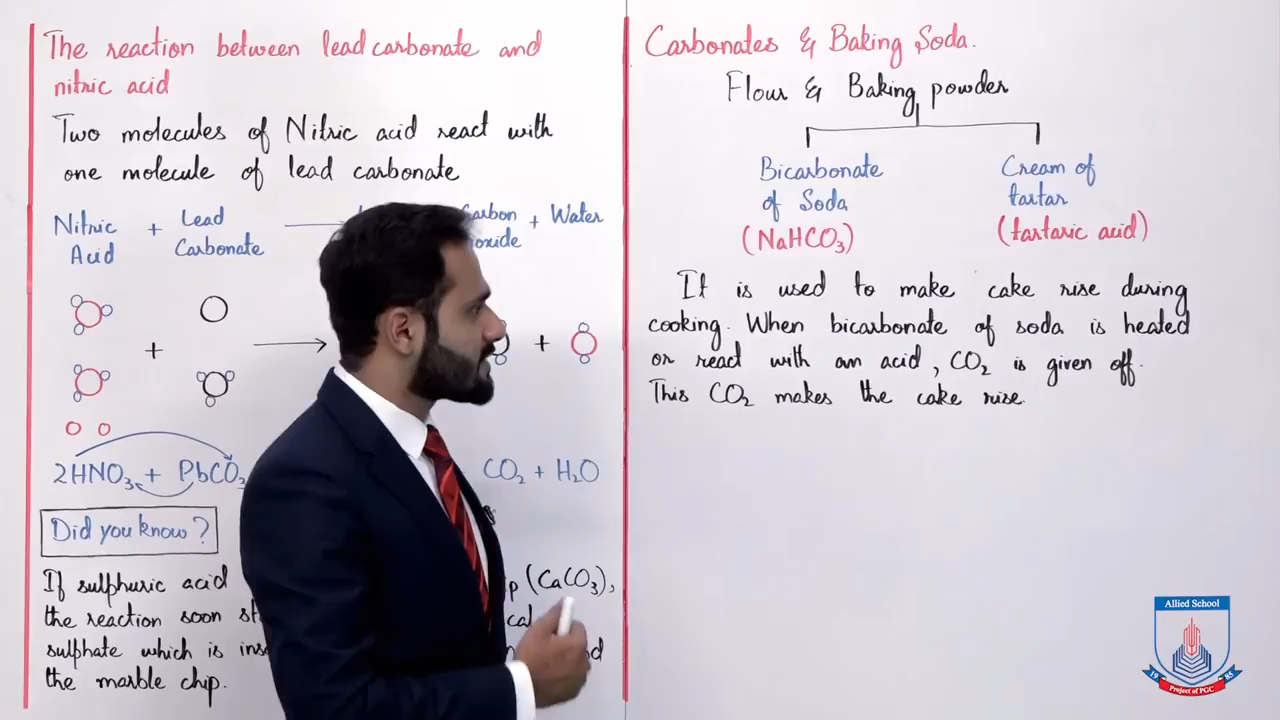 The reaction between lead carbonate and
nitric acid
Two molecules of Nitric acid react with
one molecule of lead carbonate
Nitric + Lead Carbon + Water
Acid Carbonate oxide
+ +
2HNO₃ + PbCO₃ CO₂ + H₂O
Did you know?
If sulphuric acid (CaCO₃),
the reaction soon
sulphate which is
the marble chip.
Carbonates & Baking Soda.
Flour & Baking powder
Bicarbonate
of Soda
(NaHCO₃)
Cream of
tartar
(tartaric acid)
It is used to make cake rise during
cooking. When bicarbonate of soda is heated
or react with an acid, CO₂ is given off.
This CO₂ makes the cake rise.
Allied School
19 85
Project of PGC